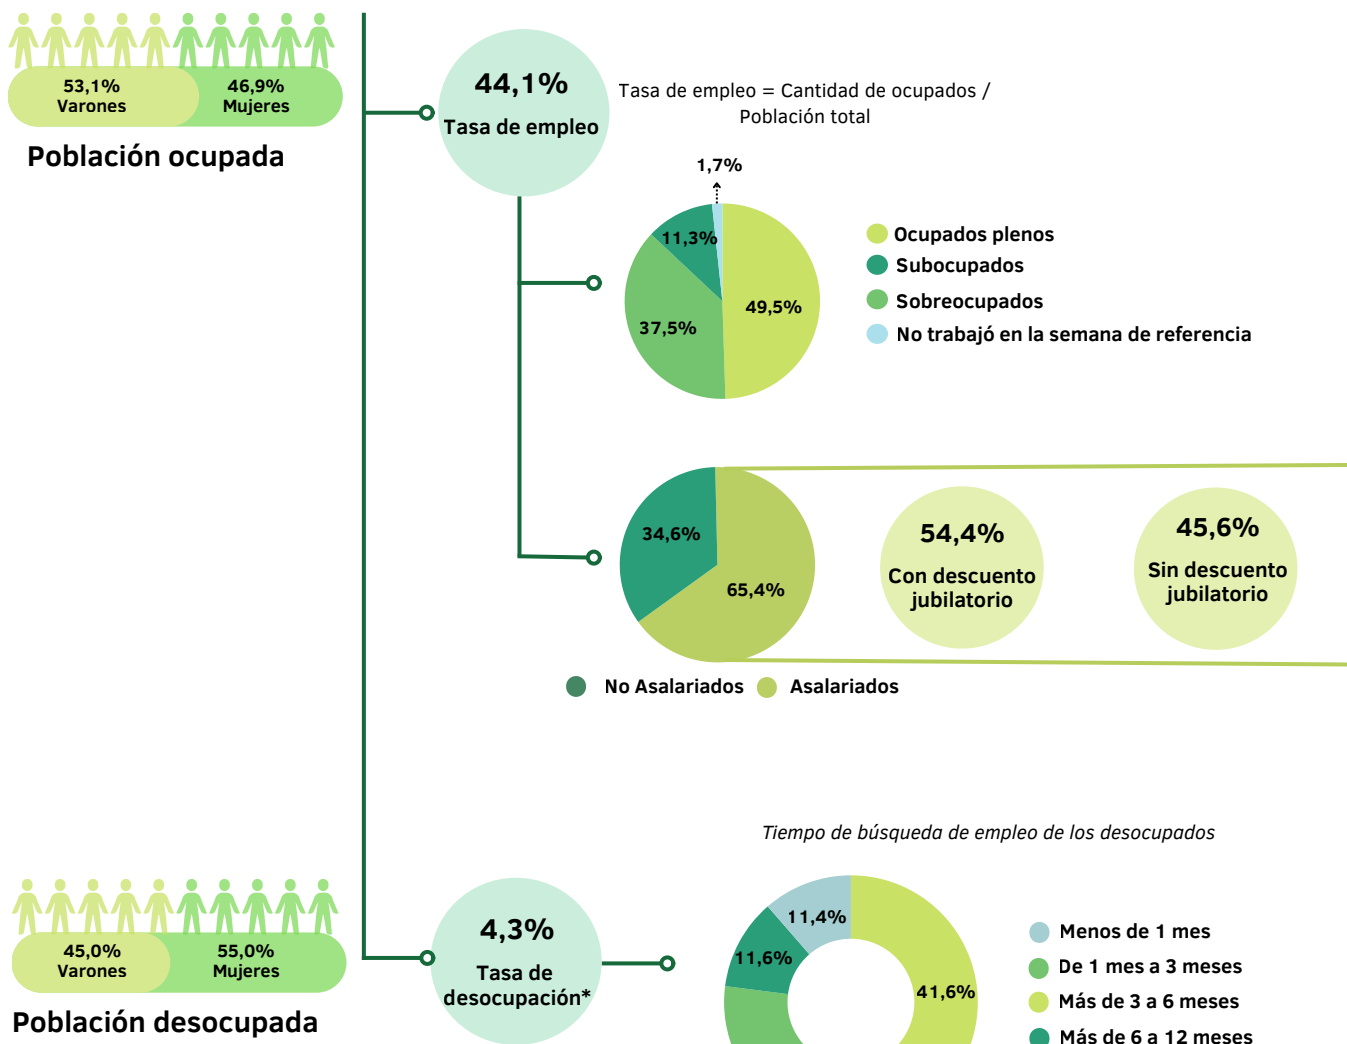 53,1%
Varones
46,9%
Mujeres
Población ocupada
44,1%
Tasa de empleo
Tasa de empleo = Cantidad de ocupados /
Población total
1,7%
11,3%
37,5%
49,5%
Ocupados plenos
Subocupados
Sobreocupados
No trabajó en la semana de referencia
34,6%
65,4%
No Asalariados
Asalariados
54,4%
Con descuento
jubilatorio
45,6%
Sin descuento
jubilatorio
Tiempo de búsqueda de empleo de los desocupados
45,0%
Varones
55,0%
Mujeres
Población desocupada
4,3%
Tasa de
desocupación*
11,4%
11,6%
41,6%
Menos de 1 mes
De 1 mes a 3 meses
Más de 3 a 6 meses
Más de 6 a 12 meses